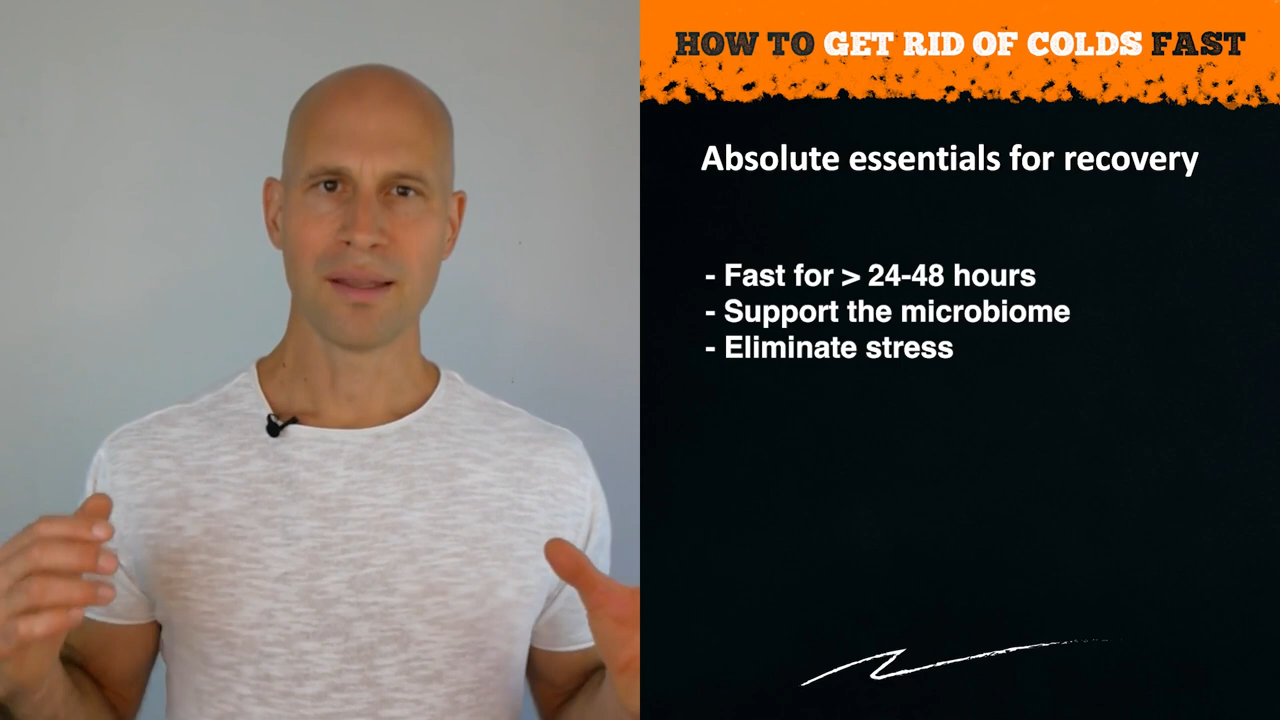 HOW TO GET RID OF COLDS FAST
Absolute essentials for recovery
- Fast for > 24-48 hours
- Support the microbiome
- Eliminate stress